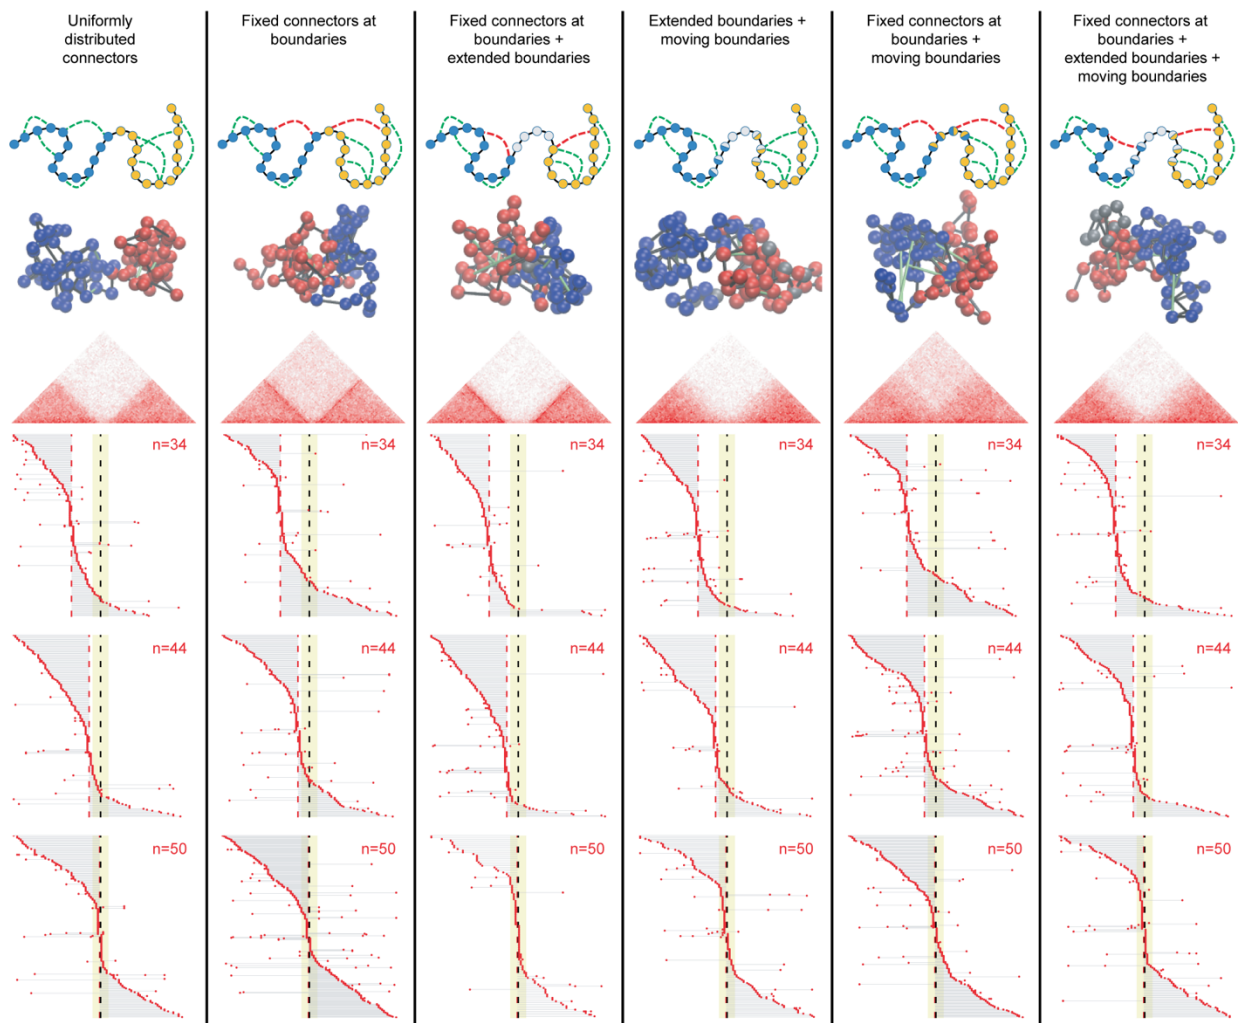 Uniformly
distributed
connectors
Fixed connectors at
boundaries
Fixed connectors at
boundaries +
extended boundaries
Extended boundaries +
moving boundaries
Fixed connectors at
boundaries +
moving boundaries
Fixed connectors at
boundaries +
extended boundaries +
moving boundaries
n=34
n=34
n=34
n=34
n=34
n=34
n=44
n=44
n=44
n=44
n=44
n=44
n=50
n=50
n=50
n=50
n=50
n=50